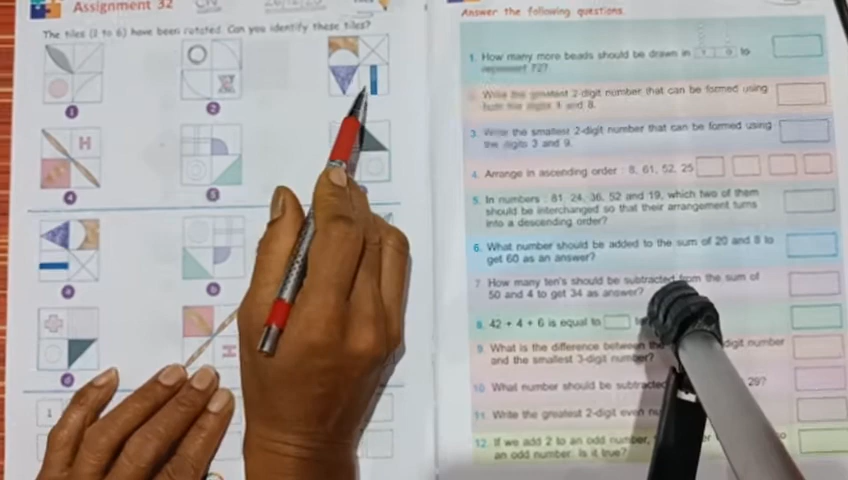 Assignment 32
The tiles (1 to 6) have been rotated. Can you identify these tiles?
1
2
H
4
5
a
b
d
H
1
Answer the following questions.
1. How many more beads should be drawn in T O to
represent 72?
Write the greatest 2-digit number that can be formed using
both the digits 1 and 8.
3. Write the smallest 2-digit number that can be formed using
the digits 3 and 9.
4. Arrange in ascending order : 8, 61, 52, 25
5. In numbers : 81 24, 36, 52 and 19, which two of them
should be interchanged so that their arrangement turns
into a descending order?
6. What number should be added to the sum of 20 and 8 to
get 60 as an answer?
7 How many ten's should be subtracted from the sum of
50 and 4 to get 34 as answer?
8. 42 + 4 + 6 is equal to
9. What is the difference between the digit number
and the smallest 3-digit number?
10. What number should be subtracted 29?
11. Write the greatest 2-digit even
12. If we add 2 to an odd number,
an odd number. Is it true?